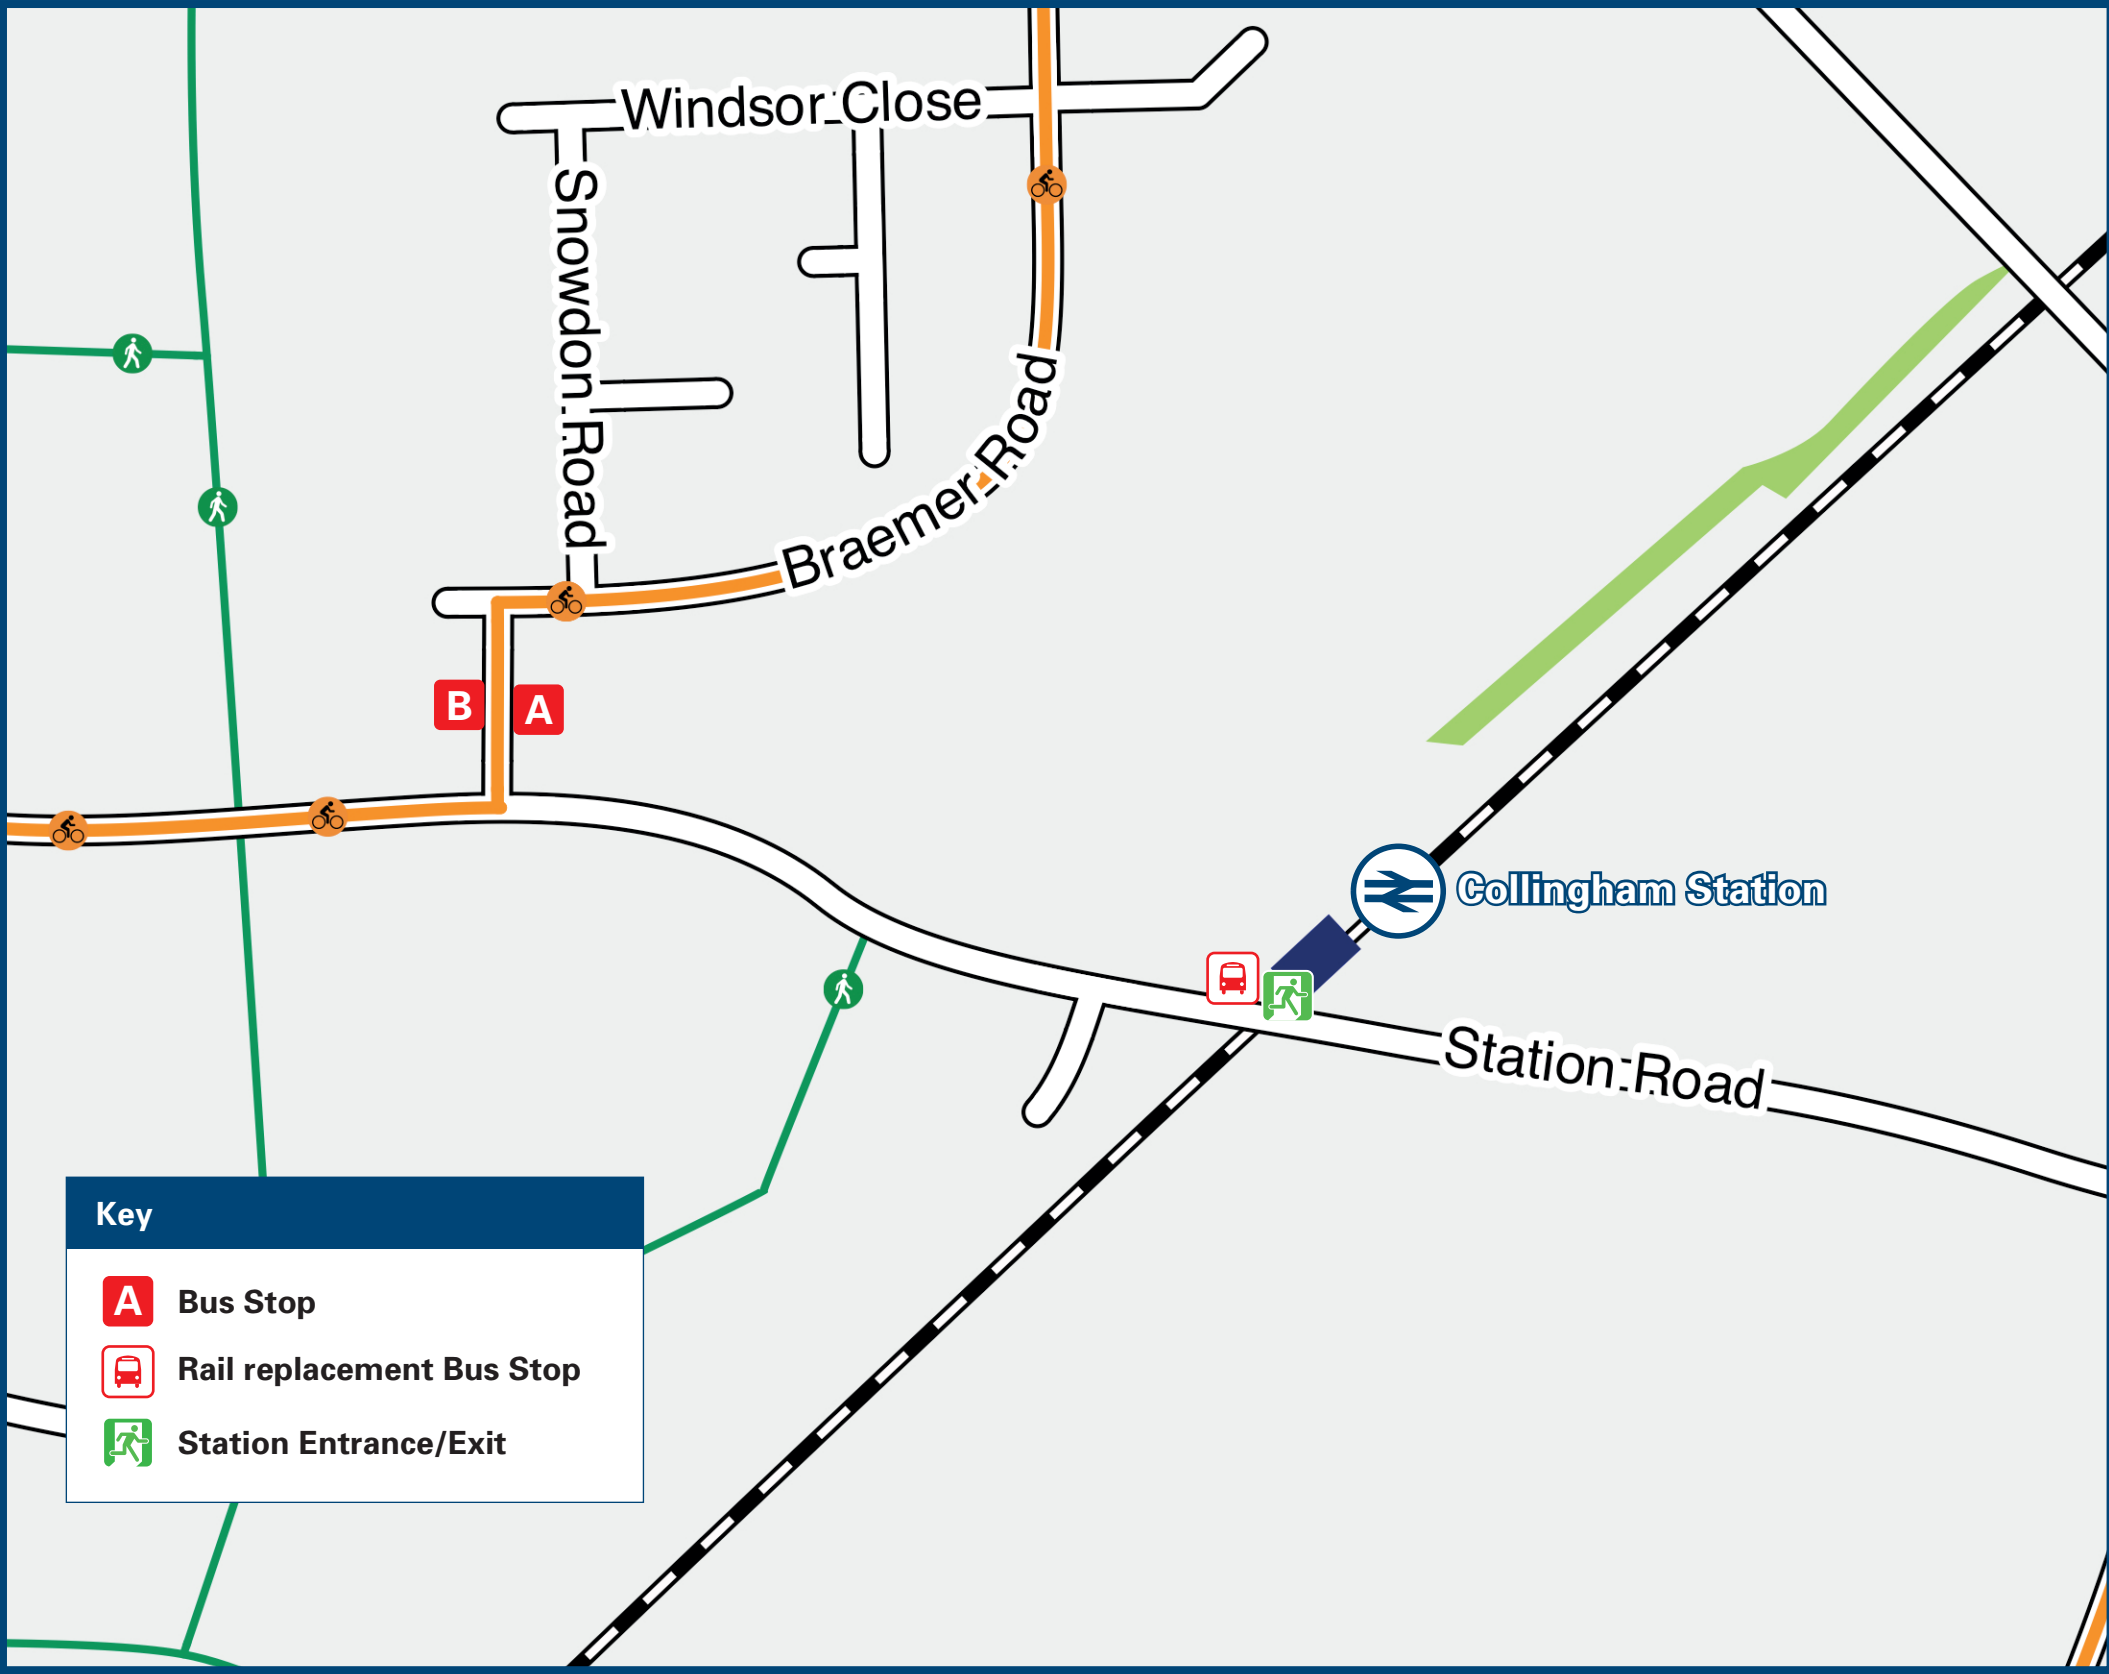 Windsor Close
Snowdon Road
Braemer Road
B
A
Collingham Station
Station Road
Key
A Bus Stop
Rail replacement Bus Stop
Station Entrance/Exit